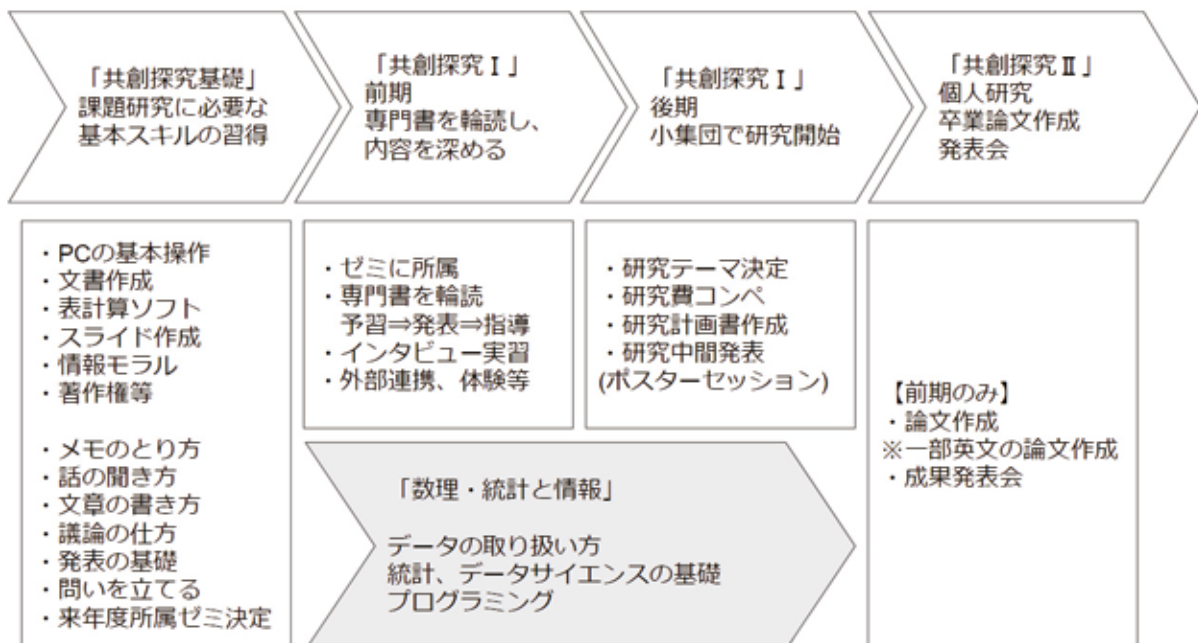 「共創探究基礎」
課題研究に必要な
基本スキルの習得
「共創探究Ⅰ」
前期
専門書を輪読し、
内容を深める
「共創探究Ⅰ」
後期
小集団で研究開始
「共創探究Ⅱ」
個人研究
卒業論文作成
発表会
・PCの基本操作
・文書作成
・表計算ソフト
・スライド作成
・情報モラル
・著作権等
・メモのとり方
・話の聞き方
・文章の書き方
・議論の仕方
・発表の基礎
・問いを立てる
・来年度所属ゼミ決定
・ゼミに所属
・専門書を輪読
予習⇒発表⇒指導
・インタビュー実習
・外部連携、体験等
・研究テーマ決定
・研究費コンペ
・研究計画書作成
・研究中間発表
(ポスターセッション)
「数理・統計と情報」
データの取り扱い方
統計、データサイエンスの基礎
プログラミング
【前期のみ】
・論文作成
※一部英文の論文作成
・成果発表会